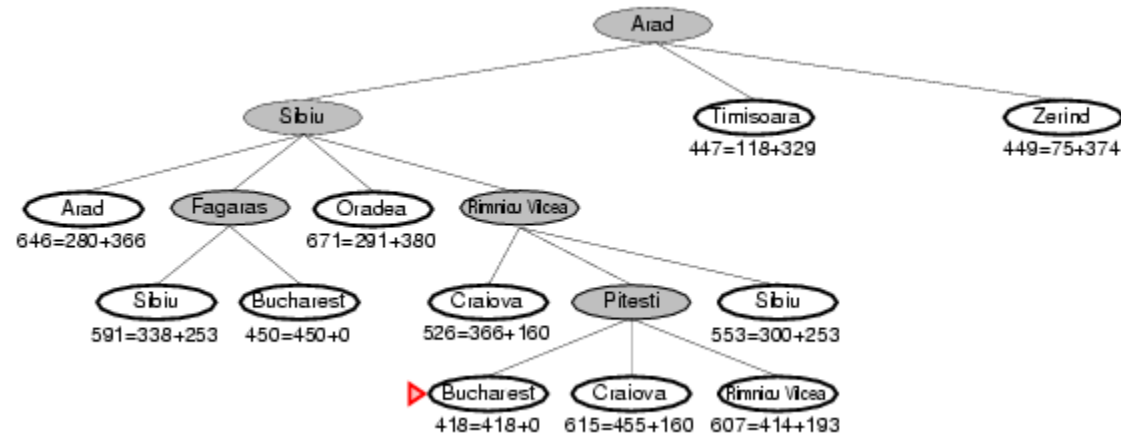 Arad
Sibiu
Timisoara
Zerind
447=118+329
449=75+374
Arad
Fagaras
Oradea
Rimnicu Vilcea
646=280+366
671=291+380
Sibiu
Bucharest
Craiova
Pitesti
Sibiu
591=338+253
450=450+0
526=366+160
553=300+253
Bucharest
Craiova
Rimnicu Vilcea
418=418+0
615=455+160
607=414+193